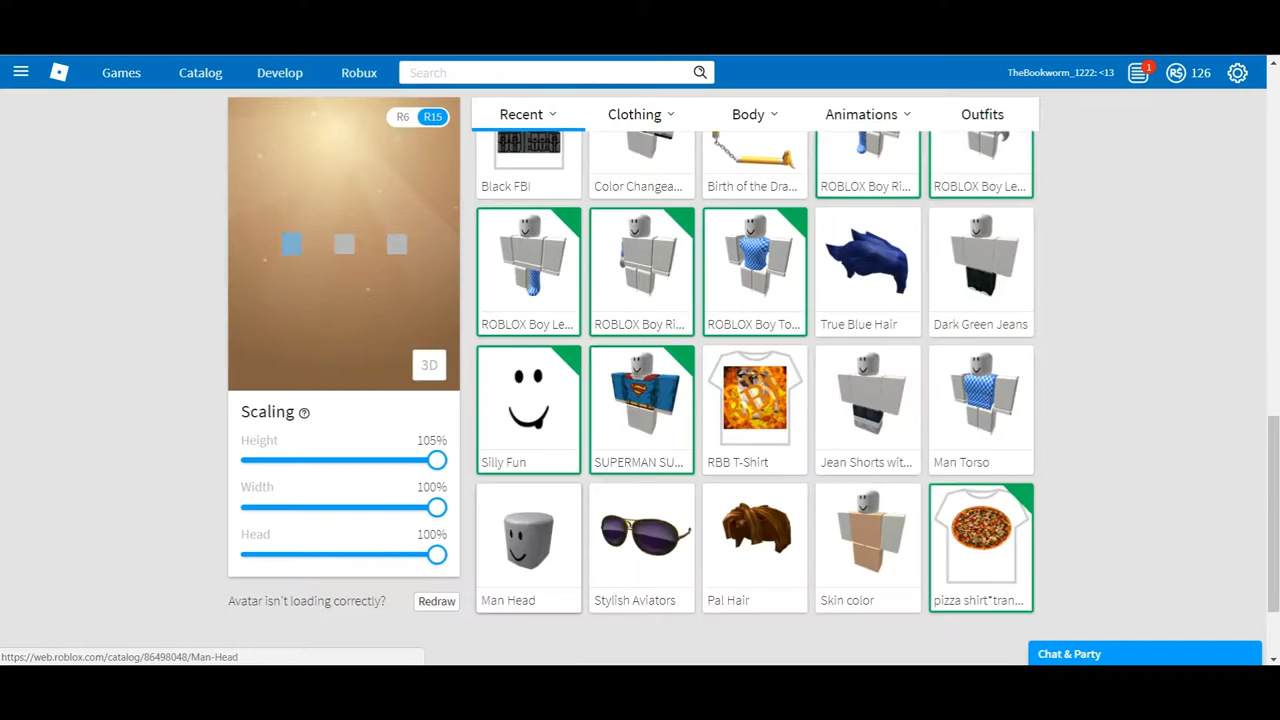 Games Catalog Develop Robux Search TheBookworm_1222: <13 1 R$ 126
R6 R15 Recent Clothing Body Animations Outfits
Black FBI Color Changea... Birth of the Dra... ROBLOX Boy Ri... ROBLOX Boy Le...
ROBLOX Boy Le... ROBLOX Boy Ri... ROBLOX Boy To... True Blue Hair Dark Green Jeans
3D
Scaling ?
Height 105%
Width 100%
Head 100%
Silly Fun SUPERMAN SU... RBB T-Shirt Jean Shorts wit... Man Torso
Man Head Stylish Aviators Pal Hair Skin color pizza shirt*tran...
Avatar isn't loading correctly? Redraw
https://web.roblox.com/catalog/86498048/Man-Head
Chat & Party